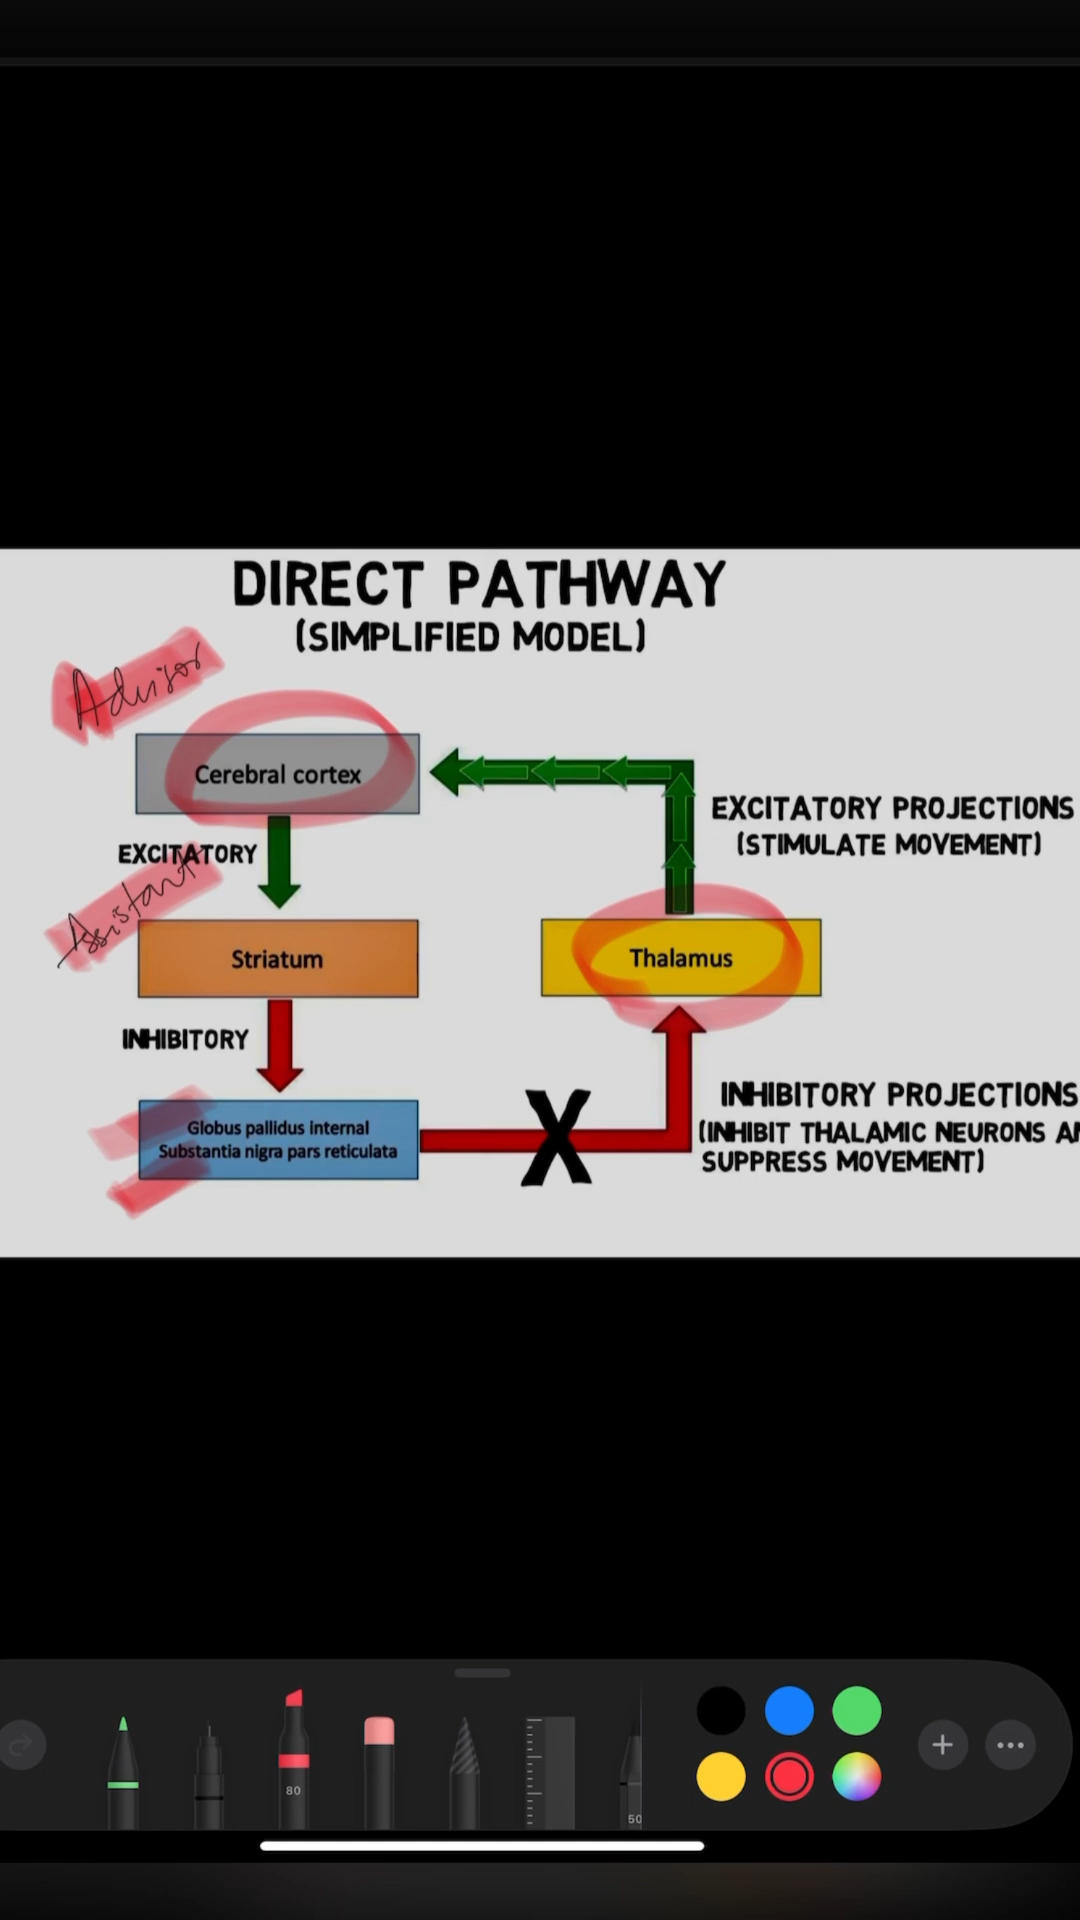 DIRECT PATHWAY
(SIMPLIFIED MODEL)
Advisor
Cerebral cortex
EXCITATORY PROJECTIONS
(STIMULATE MOVEMENT)
EXCITATORY
Assistant
Striatum
Thalamus
INHIBITORY
Globus pallidus internal
Substantia nigra pars reticulata
X
INHIBITORY PROJECTIONS
(INHIBIT THALAMIC NEURONS
SUPPRESS MOVEMENT)
80
50